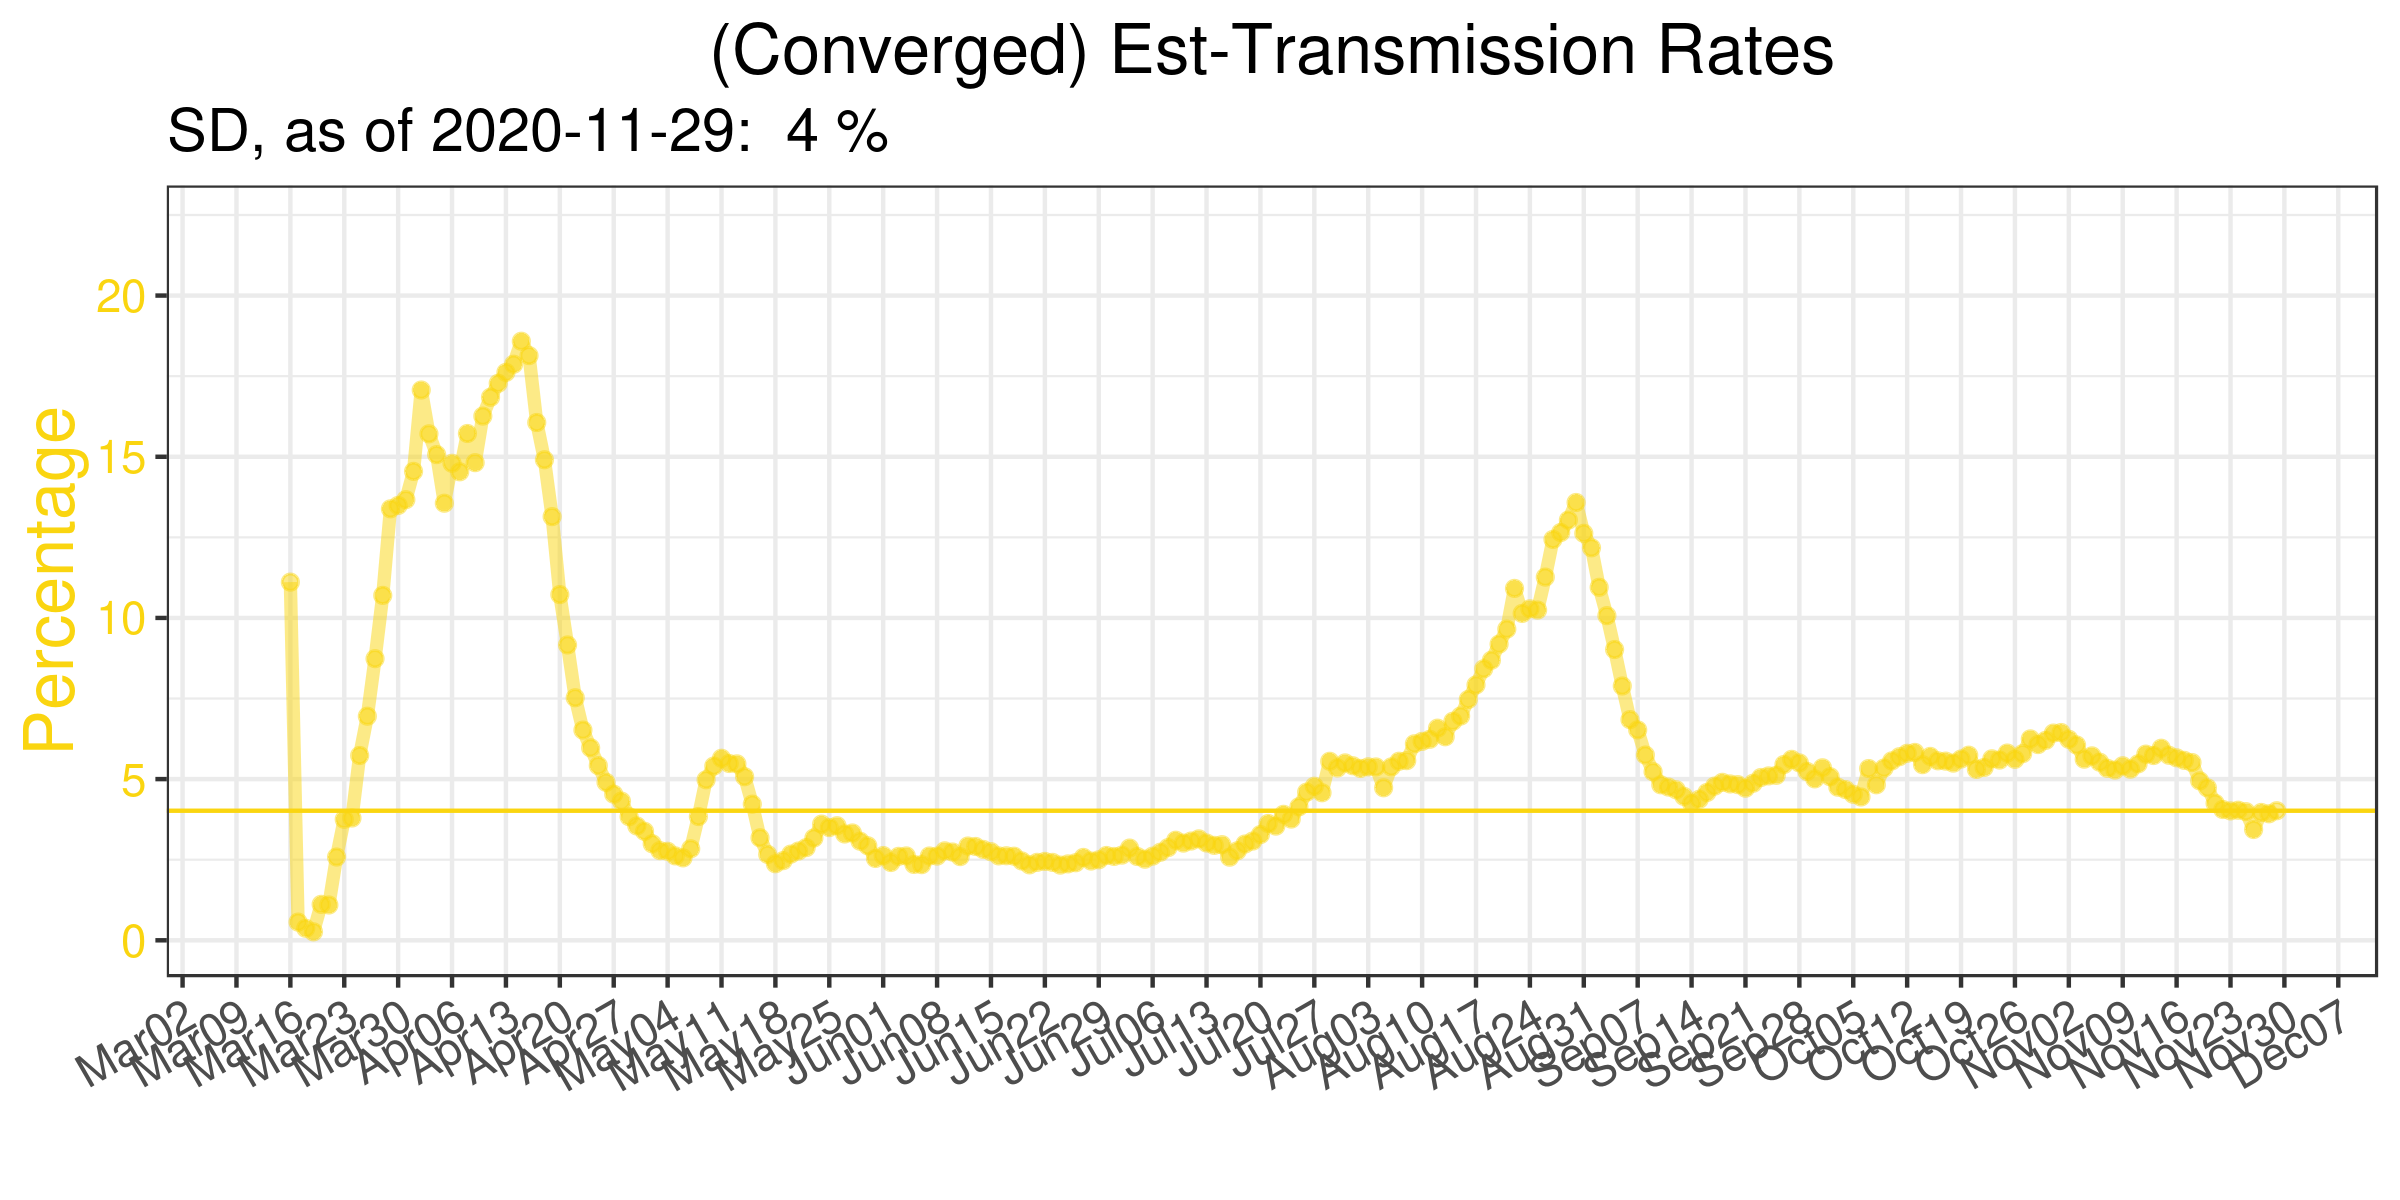 (Converged) Est-Transmission Rates
SD, as of 2020-11-29:  4 %
Percentage
20
15
10
5
0
Mar02
Mar09
Mar16
Mar23
Mar30
Apr06
Apr13
Apr20
Apr27
May04
May11
May18
May25
Jun01
Jun08
Jun15
Jun22
Jun29
Jul06
Jul13
Jul20
Jul27
Aug03
Aug10
Aug17
Aug24
Aug31
Sep07
Sep14
Sep21
Sep28
Oct05
Oct12
Oct19
Oct26
Nov02
Nov09
Nov16
Nov23
Nov30
Dec07